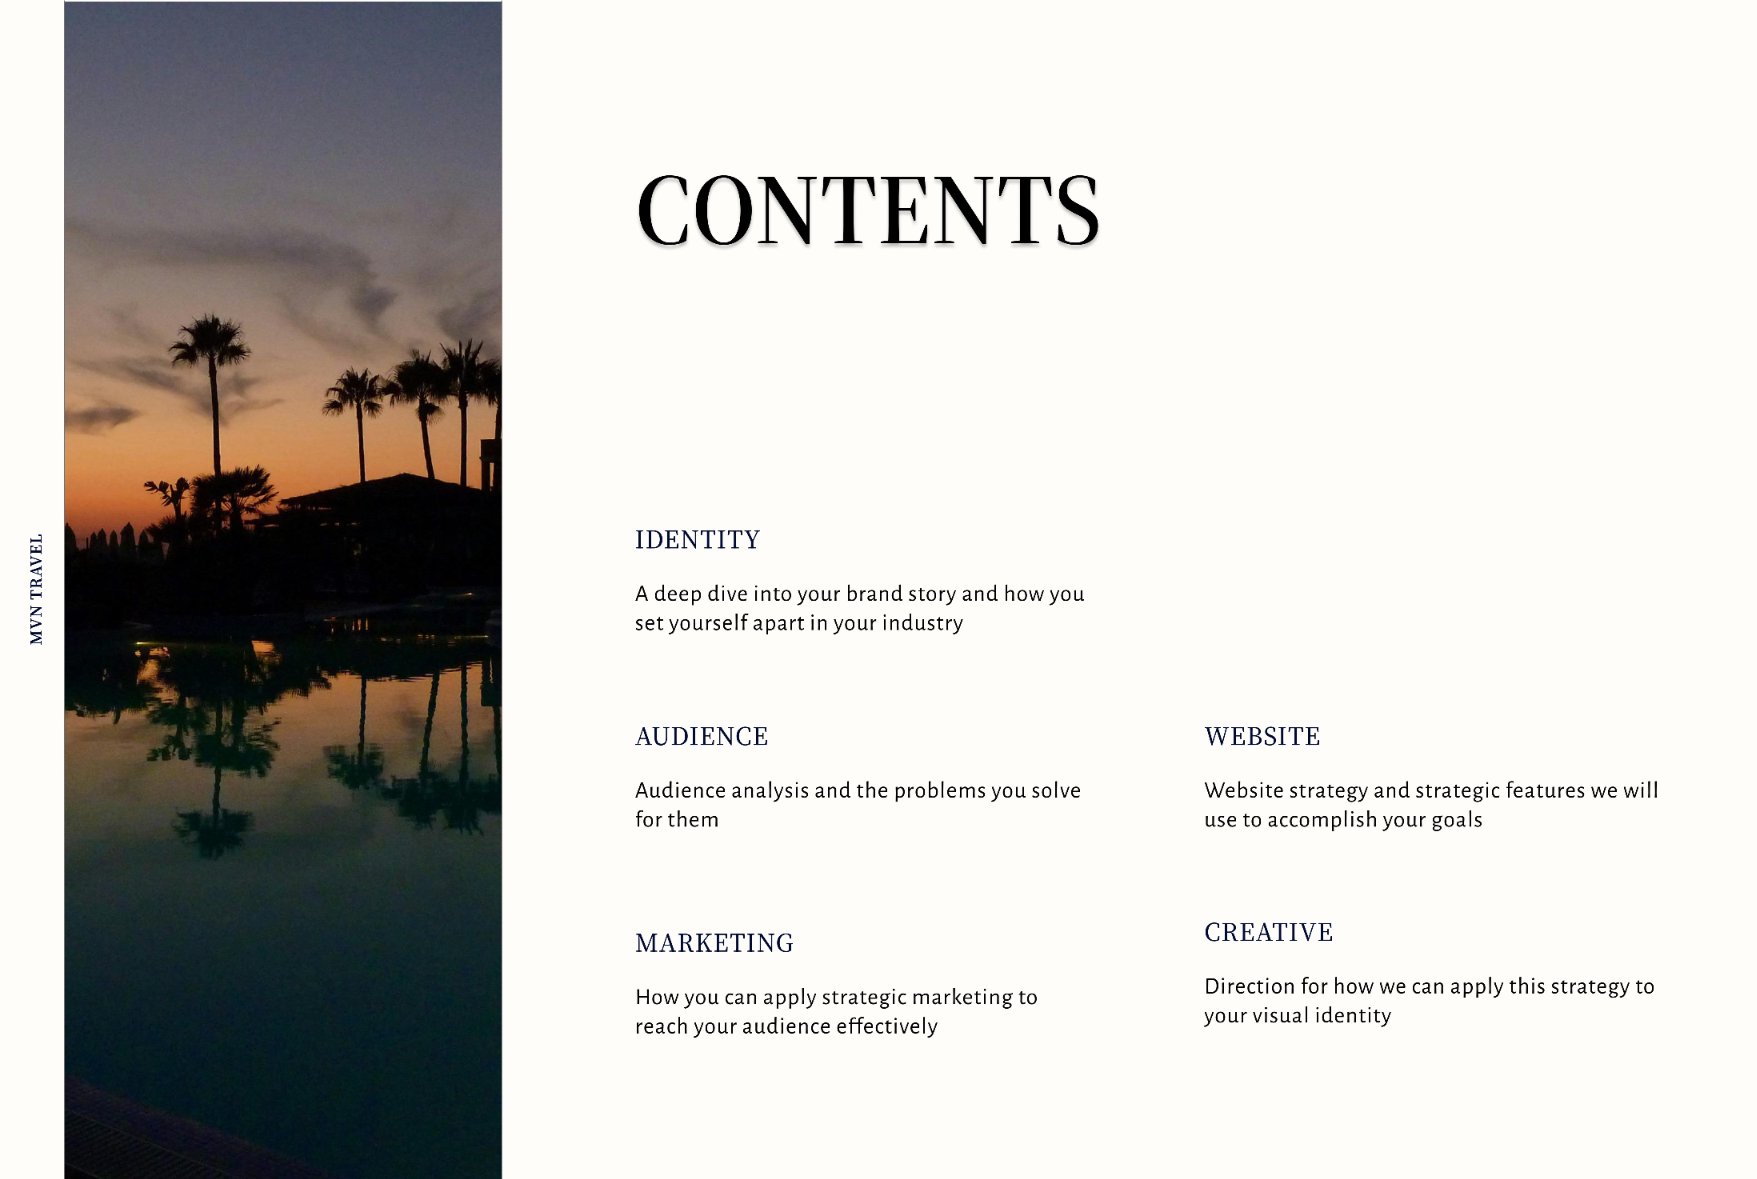 MVN TRAVEL
CONTENTS
IDENTITY
A deep dive into your brand story and how you
set yourself apart in your industry
AUDIENCE
Audience analysis and the problems you solve
for them
MARKETING
How you can apply strategic marketing to
reach your audience effectively
WEBSITE
Website strategy and strategic features we will
use to accomplish your goals
CREATIVE
Direction for how we can apply this strategy to
your visual identity